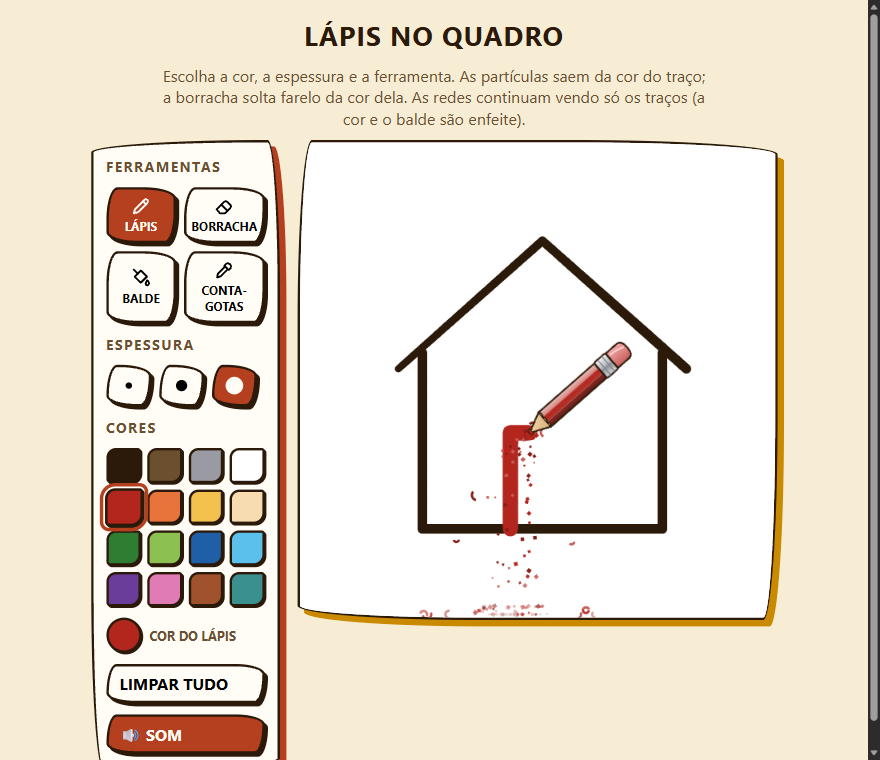 LÁPIS NO QUADRO
Escolha a cor, a espessura e a ferramenta. As partículas saem da cor do traço;
a borracha solta farelo da cor dela. As redes continuam vendo só os traços (a
cor e o balde são enfeite).
FERRAMENTAS
LÁPIS
BORRACHA
BALDE
CONTA-
GOTAS
ESPESSURA
CORES
COR DO LÁPIS
LIMPAR TUDO
SOM